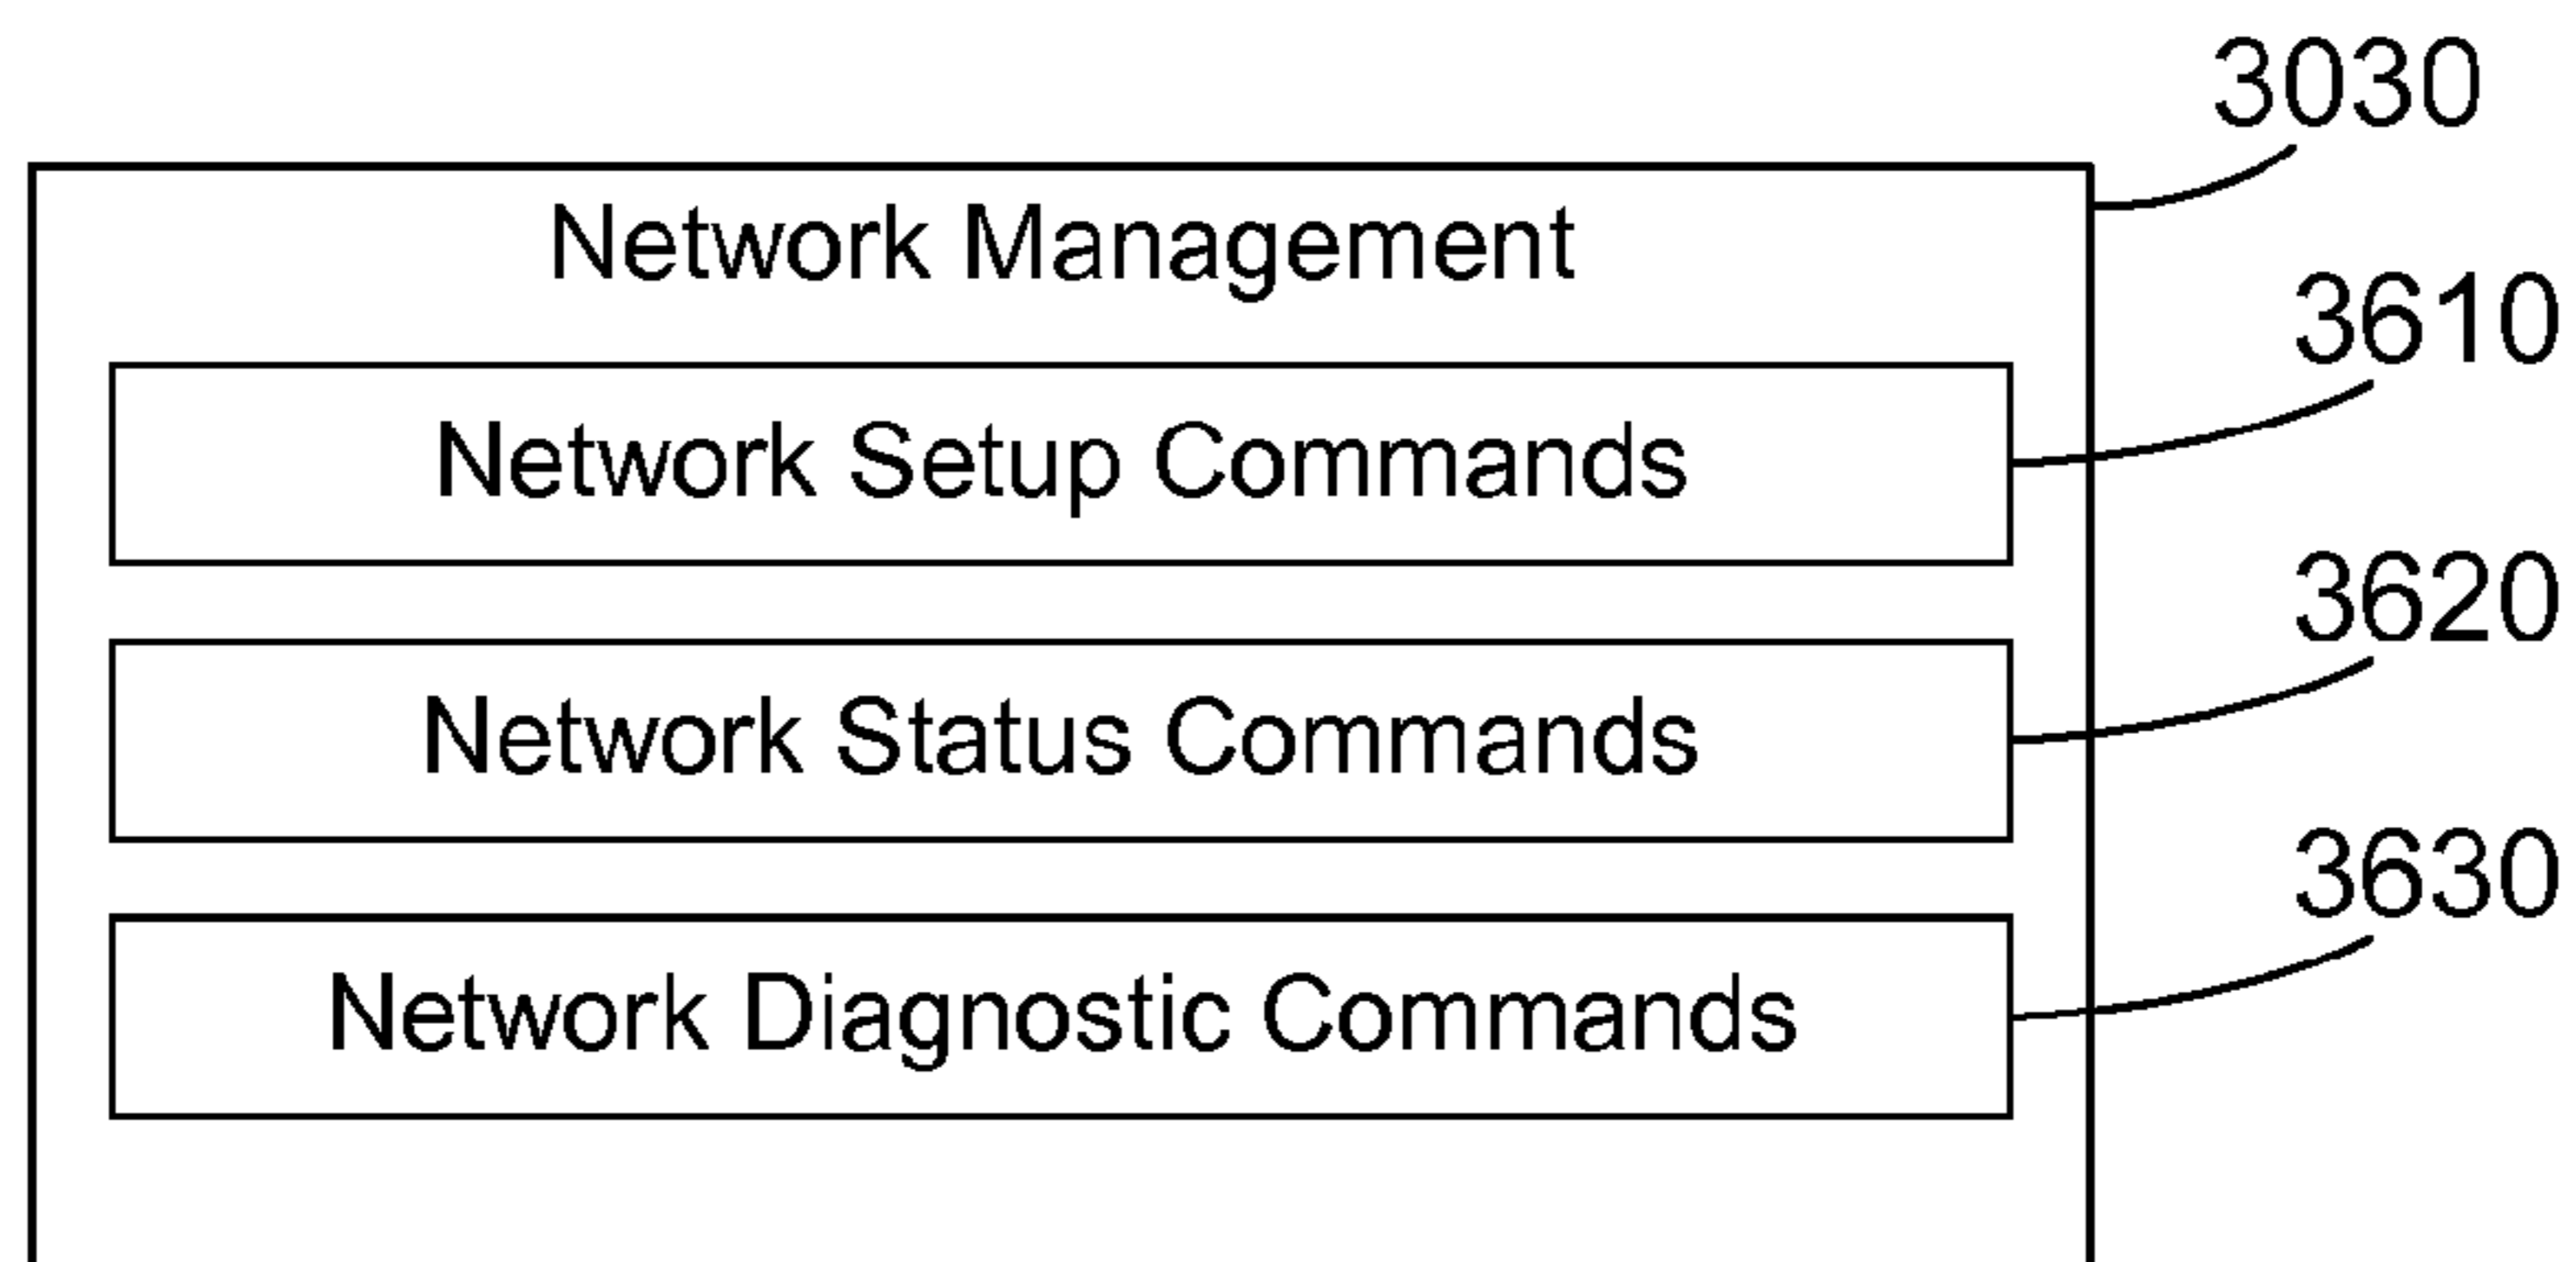 3030
Network Management
3610
Network Setup Commands
3620
Network Status Commands
3630
Network Diagnostic Commands